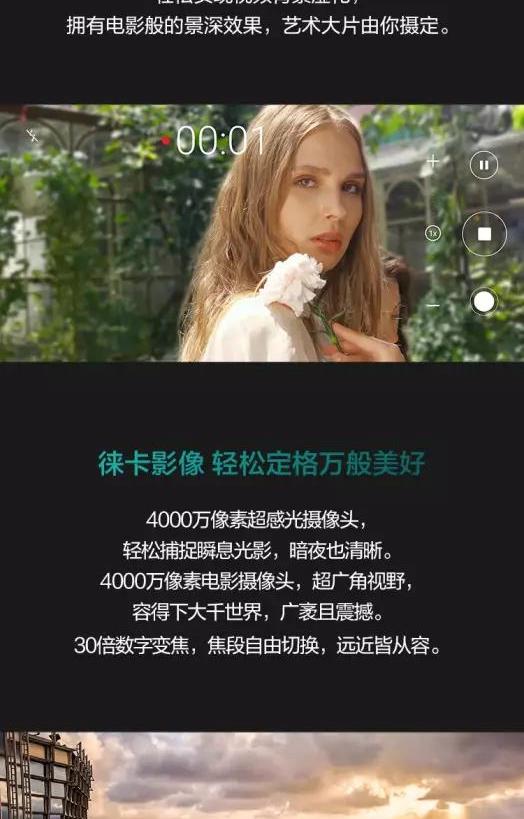 拥有电影般的景深效果，艺术大片由你摄定。
00:01
1x
徕卡影像 轻松定格万般美好
4000万像素超感光摄像头，
轻松捕捉瞬息光影，暗夜也清晰。
4000万像素电影摄像头，超广角视野，
容得下大千世界，广袤且震撼。
30倍数字变焦，焦段自由切换，远近皆从容。